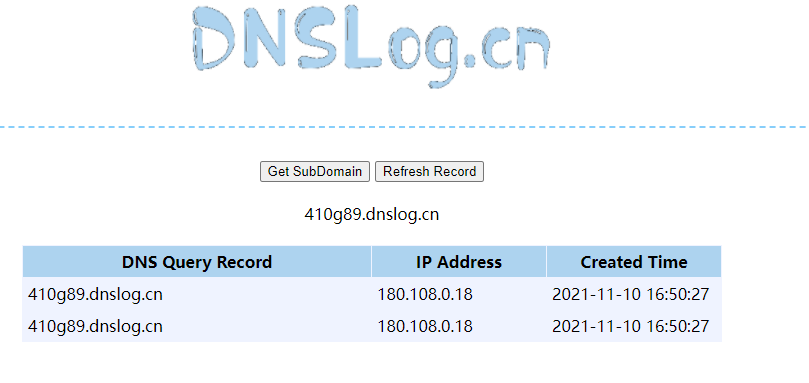 DNSLog.cn
Get SubDomain Refresh Record
410g89.dnslog.cn
DNS Query Record IP Address Created Time
410g89.dnslog.cn 180.108.0.18 2021-11-10 16:50:27
410g89.dnslog.cn 180.108.0.18 2021-11-10 16:50:27